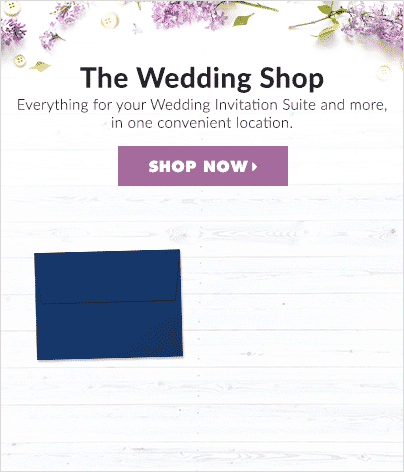 The Wedding Shop
Everything for your Wedding Invitation Suite and more,
in one convenient location.
SHOP NOW